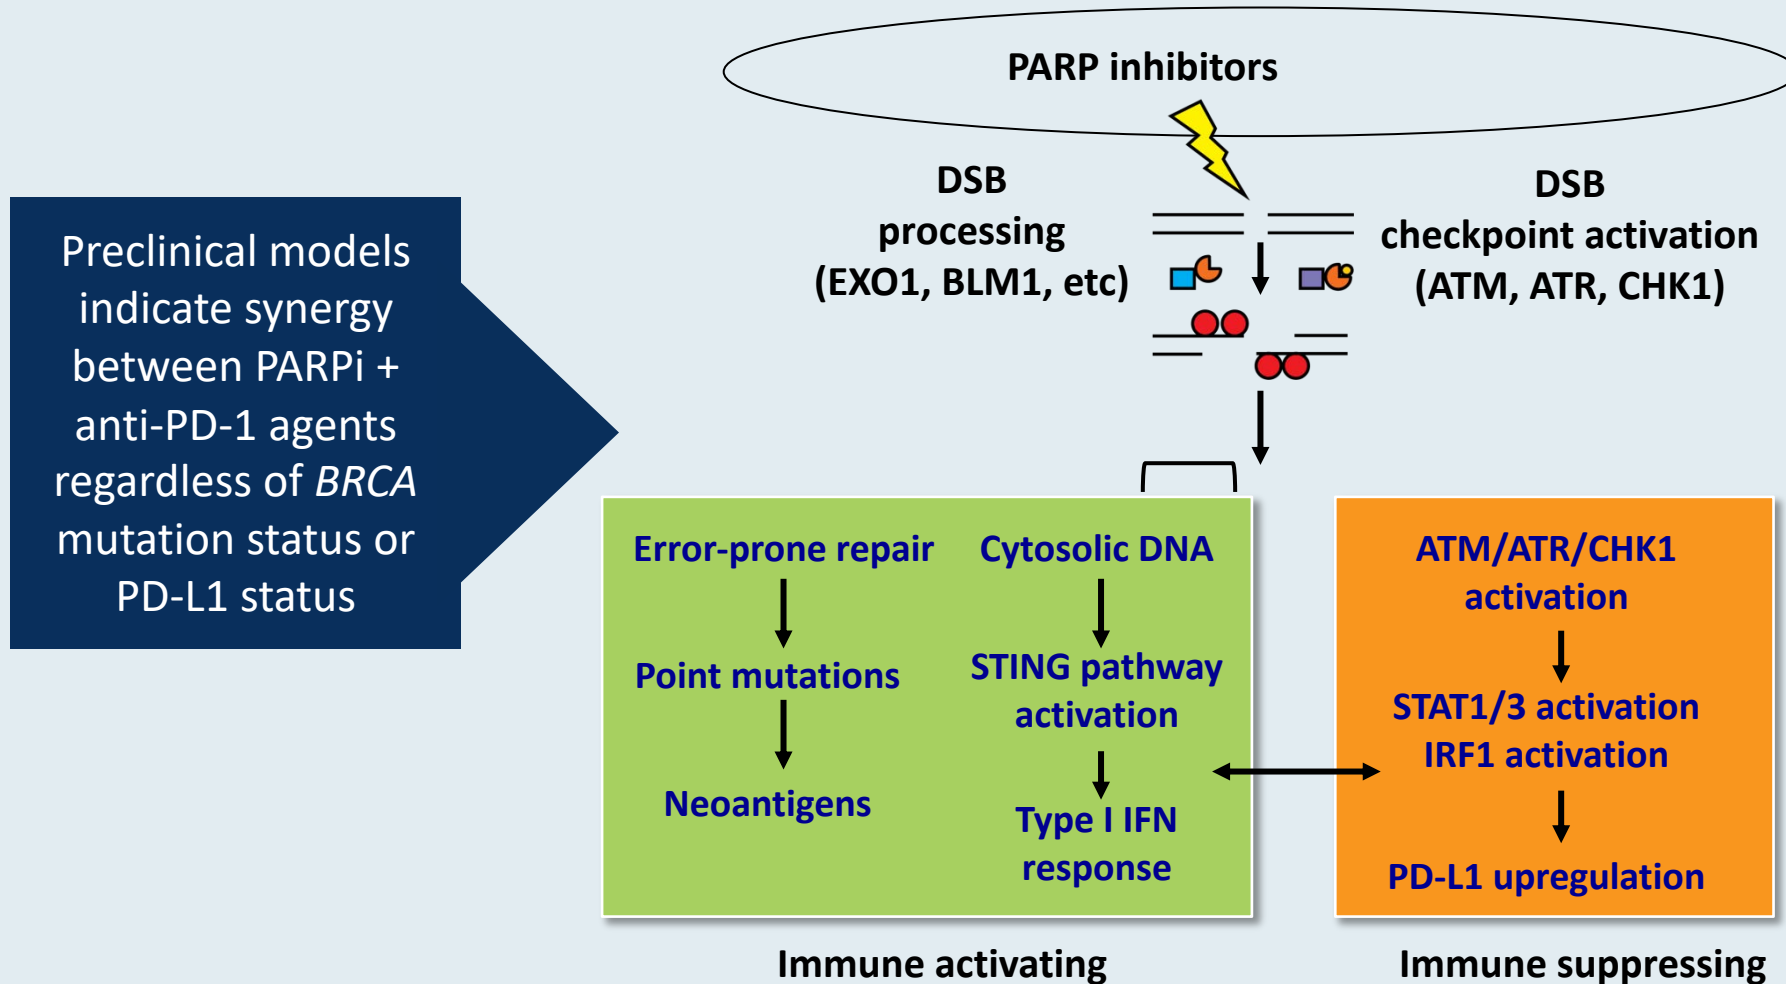 PARP inhibitors
DSB
processing
(EXO1, BLM1, etc)
DSB
checkpoint activation
(ATM, ATR, CHK1)
Preclinical models
indicate synergy
between PARPi +
anti-PD-1 agents
regardless of BRCA
mutation status or
PD-L1 status
Error-prone repair
Point mutations
Neoantigens
Cytosolic DNA
STING pathway
activation
Type I IFN
response
ATM/ATR/CHK1
activation
STAT1/3 activation
IRF1 activation
PD-L1 upregulation
Immune activating
Immune suppressing